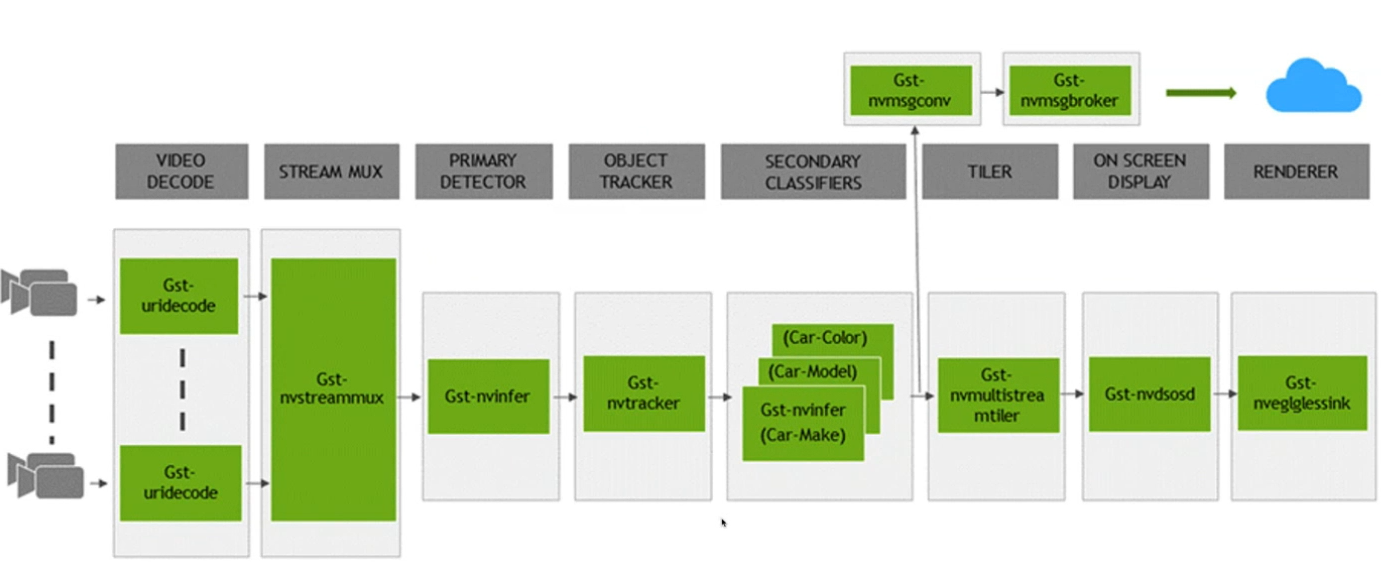 Gst-
nvmsgconv
Gst-
nvmsgbroker
VIDEO
DECODE
STREAM MUX
PRIMARY
DETECTOR
OBJECT
TRACKER
SECONDARY
CLASSIFIERS
TILER
ON SCREEN
DISPLAY
RENDERER
Gst-
uridecode
Gst-
uridecode
Gst-
nvstreammux
Gst-nvinfer
Gst-
nvtracker
(Car-Color)
(Car-Model)
Gst-nvinfer
(Car-Make)
Gst-
nvmultistrea
mtiler
Gst-nvdsosd
Gst-
nveglglessink